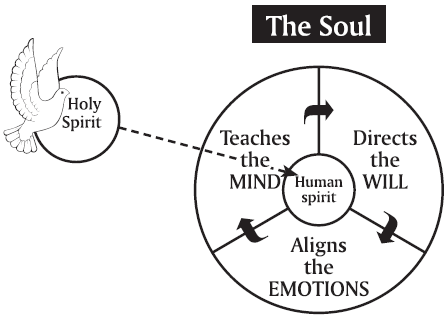 The Soul
Holy
Spirit
Teaches
the
MIND
Directs
the
WILL
Human
spirit
Aligns
the
EMOTIONS